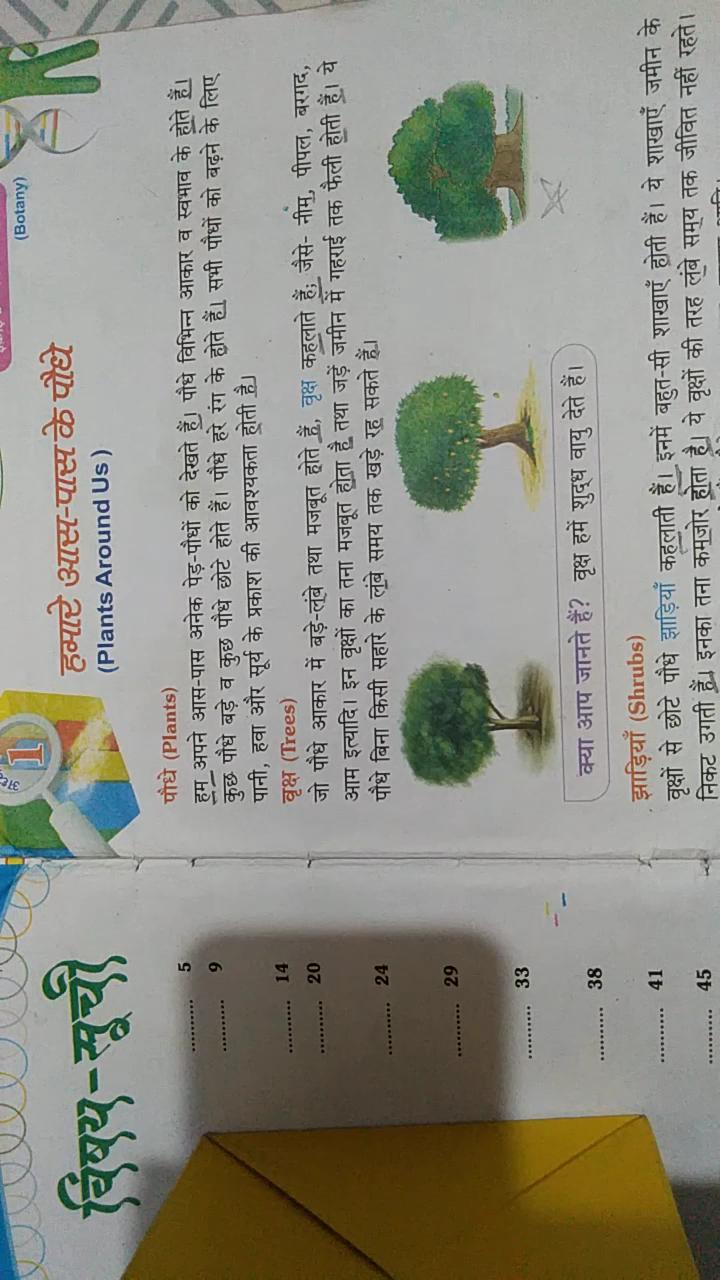 विषय-सूची
.......... 5
.......... 9
.......... 14
.......... 20
.......... 24
.......... 29
.......... 33
.......... 38
.......... 41
.......... 45
(Botany)
1
हमारे आस-पास के पौधे
(Plants Around Us)
पौधे (Plants)
हम अपने आस-पास अनेक पेड़-पौधों को देखते हैं। पौधे विभिन्न आकार व स्वभाव के होते हैं।
कुछ पौधे बड़े व कुछ पौधे छोटे होते हैं। पौधे हरे रंग के होते हैं। सभी पौधों को बढ़ने के लिए
पानी, हवा और सूर्य के प्रकाश की आवश्यकता होती है।
वृक्ष (Trees)
जो पौधे आकार में बड़े-लंबे तथा मजबूत होते हैं, वृक्ष कहलाते हैं; जैसे- नीम, पीपल, बरगद,
आम इत्यादि। इन वृक्षों का तना मजबूत होता है तथा जड़ें जमीन में गहराई तक फैली होती हैं। ये
पौधे बिना किसी सहारे के लंबे समय तक खड़े रह सकते हैं।
क्या आप जानते हैं? वृक्ष हमें शुद्ध वायु देते हैं।
झाड़ियाँ (Shrubs)
वृक्षों से छोटे पौधे झाड़ियाँ कहलाती हैं। इनमें बहुत-सी शाखाएँ होती हैं। ये शाखाएँ जमीन के
निकट उगती हैं। इनका तना कमजोर होता है। ये वृक्षों की तरह लंबे समय तक जीवित नहीं रहते।